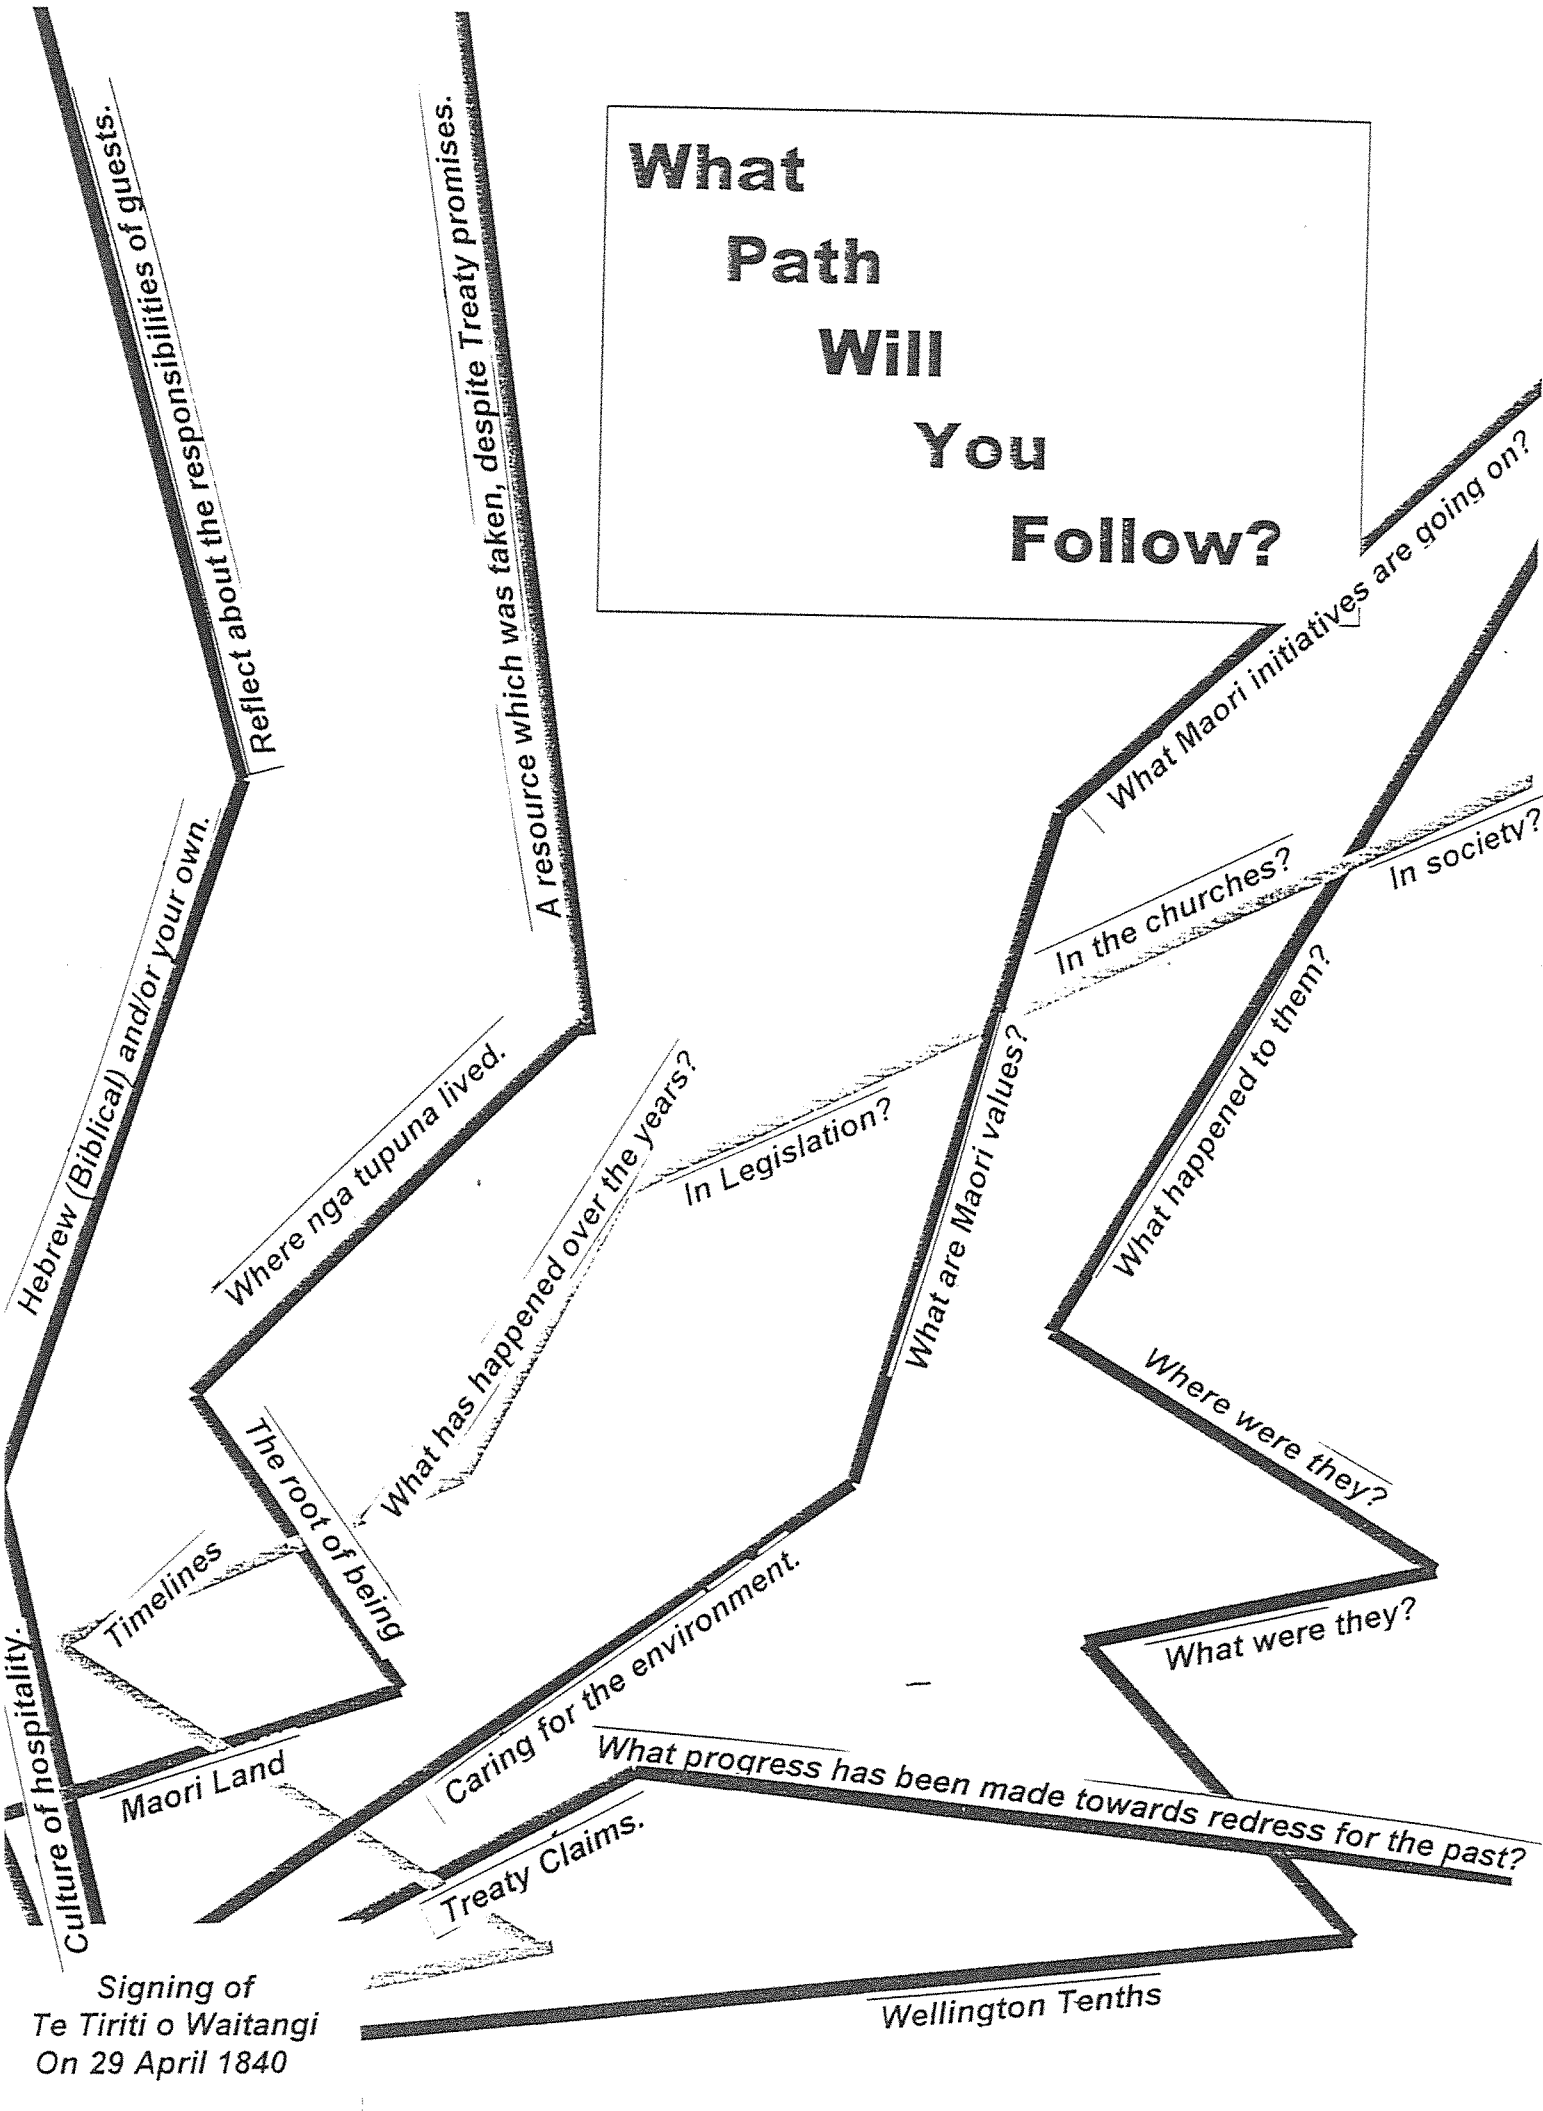 What
Path
Will
You
Follow?
Reflect about the responsibilities of guests.
A resource which was taken, despite Treaty promises.
What Maori initiatives are going on?
In society?
In the churches?
Hebrew (Biblical) and/or your own.
What happened to them?
What are Maori values?
Where nga tupuna lived.
In Legislation?
What has happened over the years?
Where were they?
The root of being
Timelines
What were they?
Caring for the environment.
Culture of hospitality.
Maori Land
What progress has been made towards redress for the past?
Treaty Claims.
Wellington Tenths
Signing of
Te Tiriti o Waitangi
On 29 April 1840